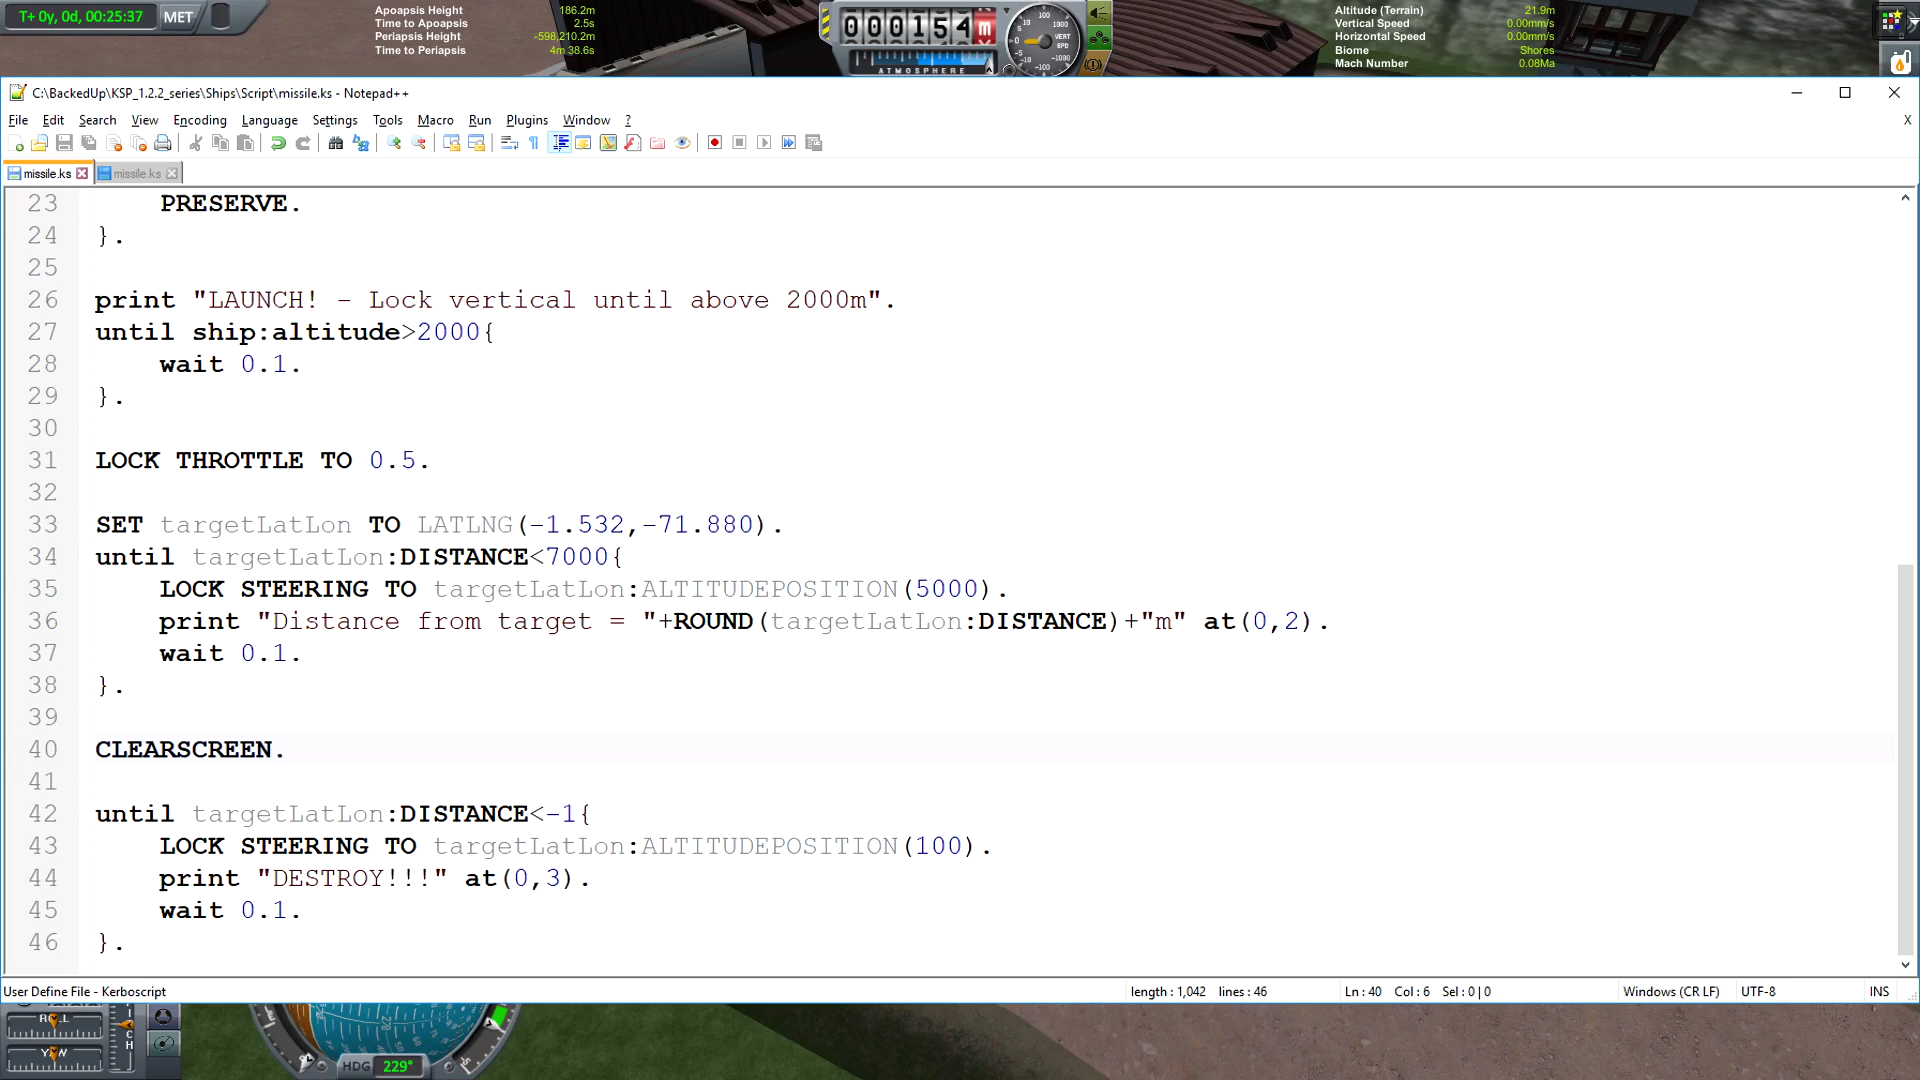 T+ 0y, 0d, 00:25:37 MET
Apoapsis Height 186.2m
Time to Apoapsis 2.5s
Periapsis Height -598,210.2m
Time to Periapsis 4m 38.6s
000154 m
ATMOSPHERE
VERT SPD
Altitude (Terrain) 21.9m
Vertical Speed 0.00mm/s
Horizontal Speed 0.00mm/s
Biome Shores
Mach Number 0.08Ma
C:\BackedUp\KSP_1.2.2_series\Ships\Script\missile.ks - Notepad++
File Edit Search View Encoding Language Settings Tools Macro Run Plugins Window ? X
missile.ks missile.ks
23 PRESERVE.
24 }.
25
26 print "LAUNCH! - Lock vertical until above 2000m".
27 until ship:altitude>2000{
28 wait 0.1.
29 }.
30
31 LOCK THROTTLE TO 0.5.
32
33 SET targetLatLon TO LATLNG(-1.532,-71.880).
34 until targetLatLon:DISTANCE<7000{
35 LOCK STEERING TO targetLatLon:ALTITUDEPOSITION(5000).
36 print "Distance from target = "+ROUND(targetLatLon:DISTANCE)+"m" at(0,2).
37 wait 0.1.
38 }.
39
40 CLEARSCREEN.
41
42 until targetLatLon:DISTANCE<-1{
43 LOCK STEERING TO targetLatLon:ALTITUDEPOSITION(100).
44 print "DESTROY!!!" at(0,3).
45 wait 0.1.
46 }.
User Define File - Kerboscript length : 1,042 lines : 46 Ln : 40 Col : 6 Sel : 0 | 0 Windows (CR LF) UTF-8 INS
ROLL
YAW
HDG 229°